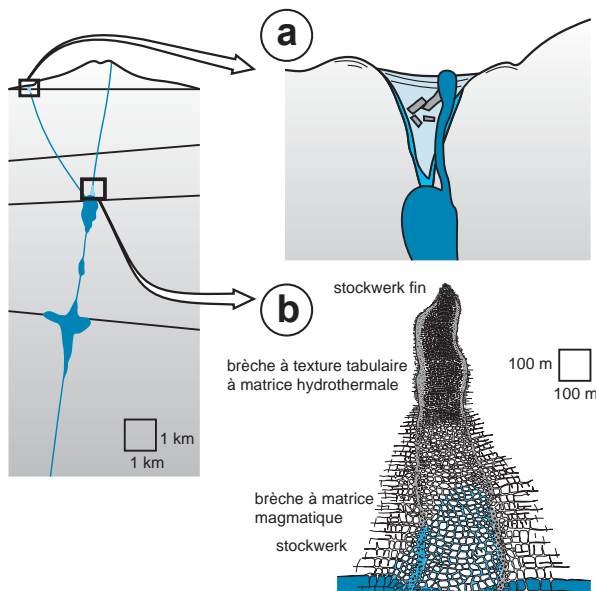 a
1 km
1 km
b
stockwerk fin
brèche à texture tabulaire
à matrice hydrothermale
100 m
100 m
brèche à matrice
magmatique
stockwerk